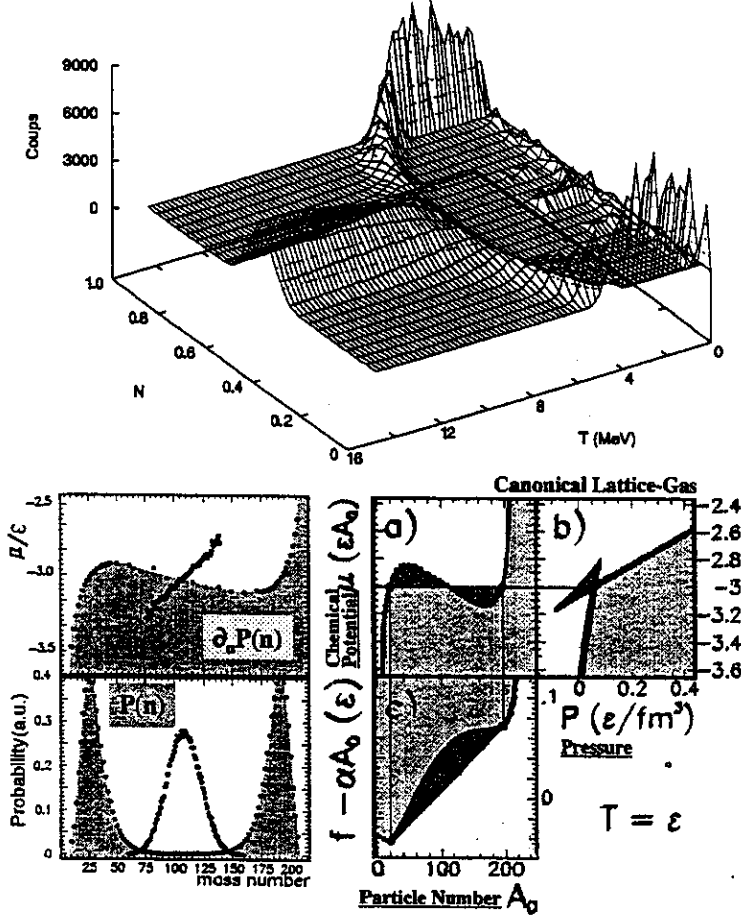 9000
6000
3000
0
Coups
1.0
0.8
0.6
0.4
0.2
0
N
16
12
8
4
0
T (MeV)
Canonical Lattice-Gas
-2.5
-3.0
-3.5
μ/ε
∂ₙP(n)
0.4
0.3
0.2
0.1
0
Probability(a.u.)
P(n)
25 50 75 100 125 150 175 200
mass number
a)
Chemical
Potential μ (εA₀)
b)
-2.4
-2.6
-2.8
-3
-3.2
-3.4
-3.6
0 0.2 0.4
P (ε/fm³)
Pressure
f - αA₀ (ε)
.1
0
T = ε
0 100 200
Particle Number A₀